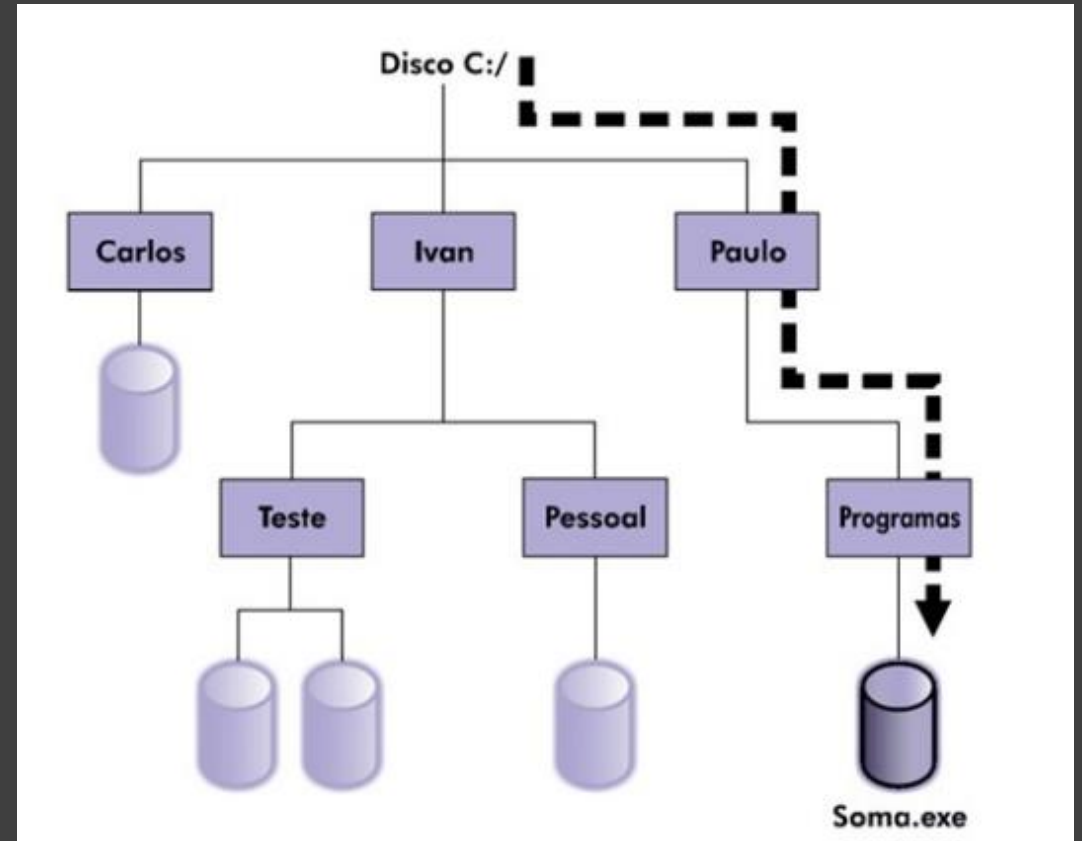 Disco C:/
Carlos
Ivan
Paulo
Teste
Pessoal
Programas
Soma.exe